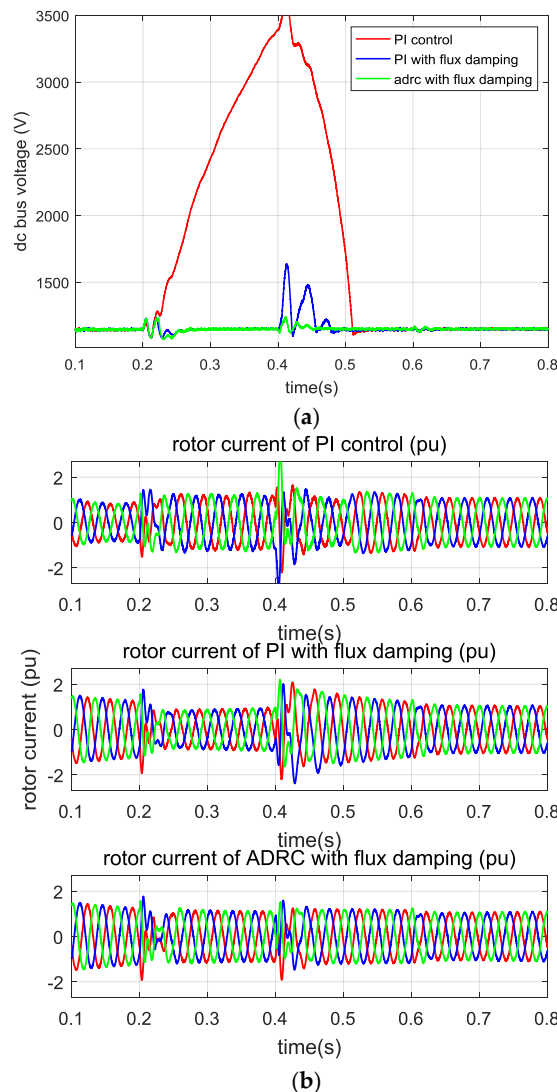 3500
3000
2500
2000
1500
dc bus voltage (V)
PI control
PI with flux damping
adrc with flux damping
0.1 0.2 0.3 0.4 0.5 0.6 0.7 0.8
time(s)
(a)
rotor current of PI control (pu)
2
0
-2
0.1 0.2 0.3 0.4 0.5 0.6 0.7 0.8
time(s)
rotor current of PI with flux damping (pu)
rotor current (pu)
2
0
-2
0.1 0.2 0.3 0.4 0.5 0.6 0.7 0.8
time(s)
rotor current of ADRC with flux damping (pu)
2
0
-2
0.1 0.2 0.3 0.4 0.5 0.6 0.7 0.8
time(s)
(b)